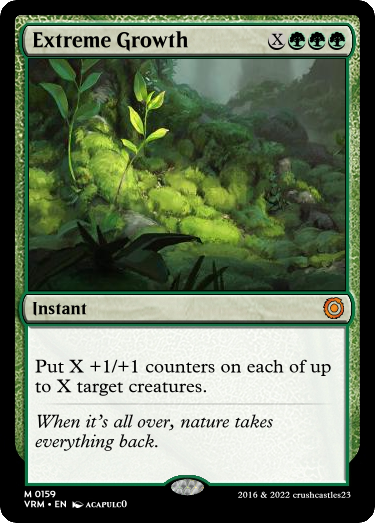 Extreme Growth X
Instant
Put X +1/+1 counters on each of up
to X target creatures.
When it's all over, nature takes
everything back.
M 0159
VRM • EN ACAPULC0
2016 & 2022 crushcastles23